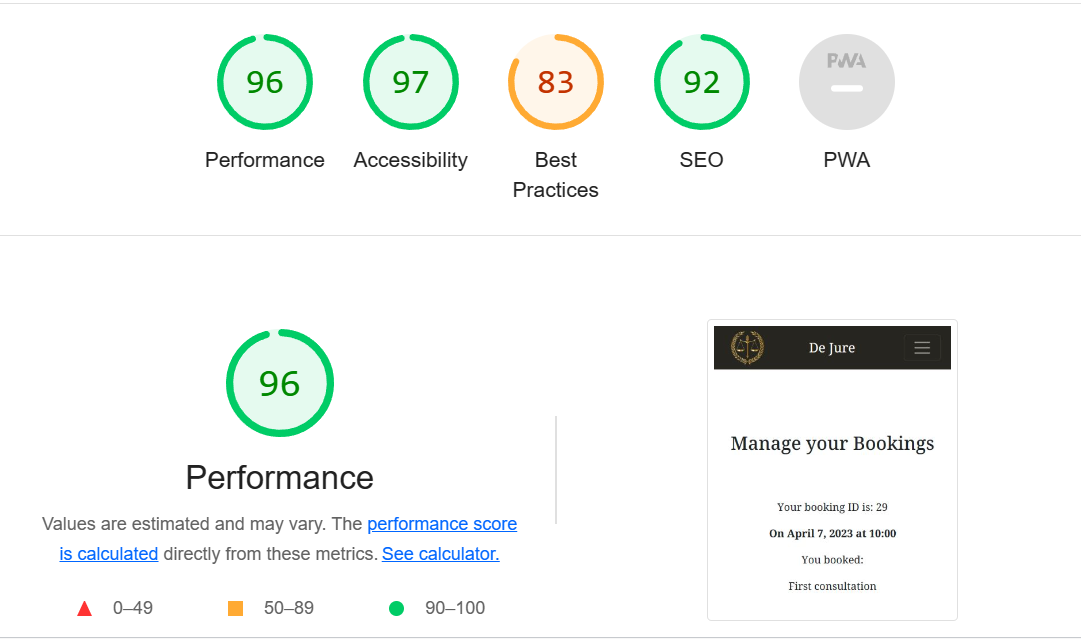 96
97
83
92
PWA
Performance
Accessibility
Best
Practices
SEO
PWA
96
Performance
Values are estimated and may vary. The performance score
is calculated directly from these metrics. See calculator.
0–49
50–89
90–100
De Jure
Manage your Bookings
Your booking ID is: 29
On April 7, 2023 at 10:00
You booked:
First consultation